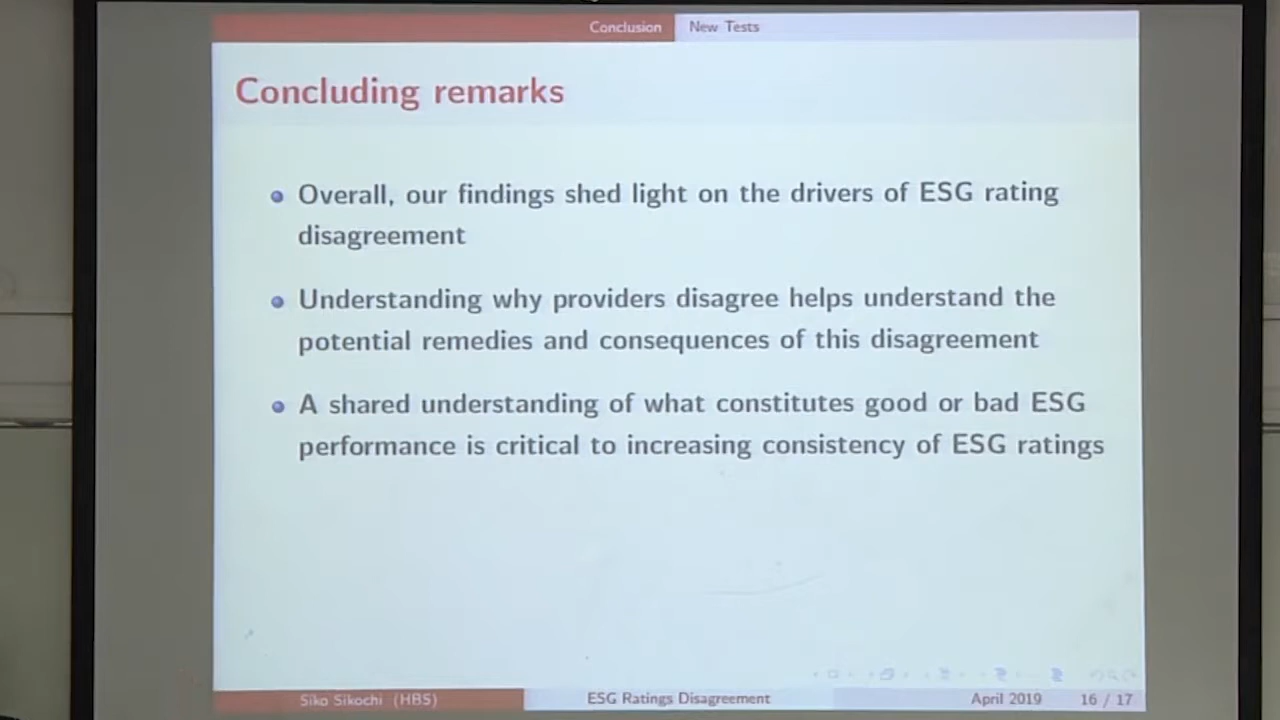 Conclusion New Tests
Concluding remarks
Overall, our findings shed light on the drivers of ESG rating
disagreement
Understanding why providers disagree helps understand the
potential remedies and consequences of this disagreement
A shared understanding of what constitutes good or bad ESG
performance is critical to increasing consistency of ESG ratings
Siko Sikochi (HBS) ESG Ratings Disagreement April 2019 16 / 17